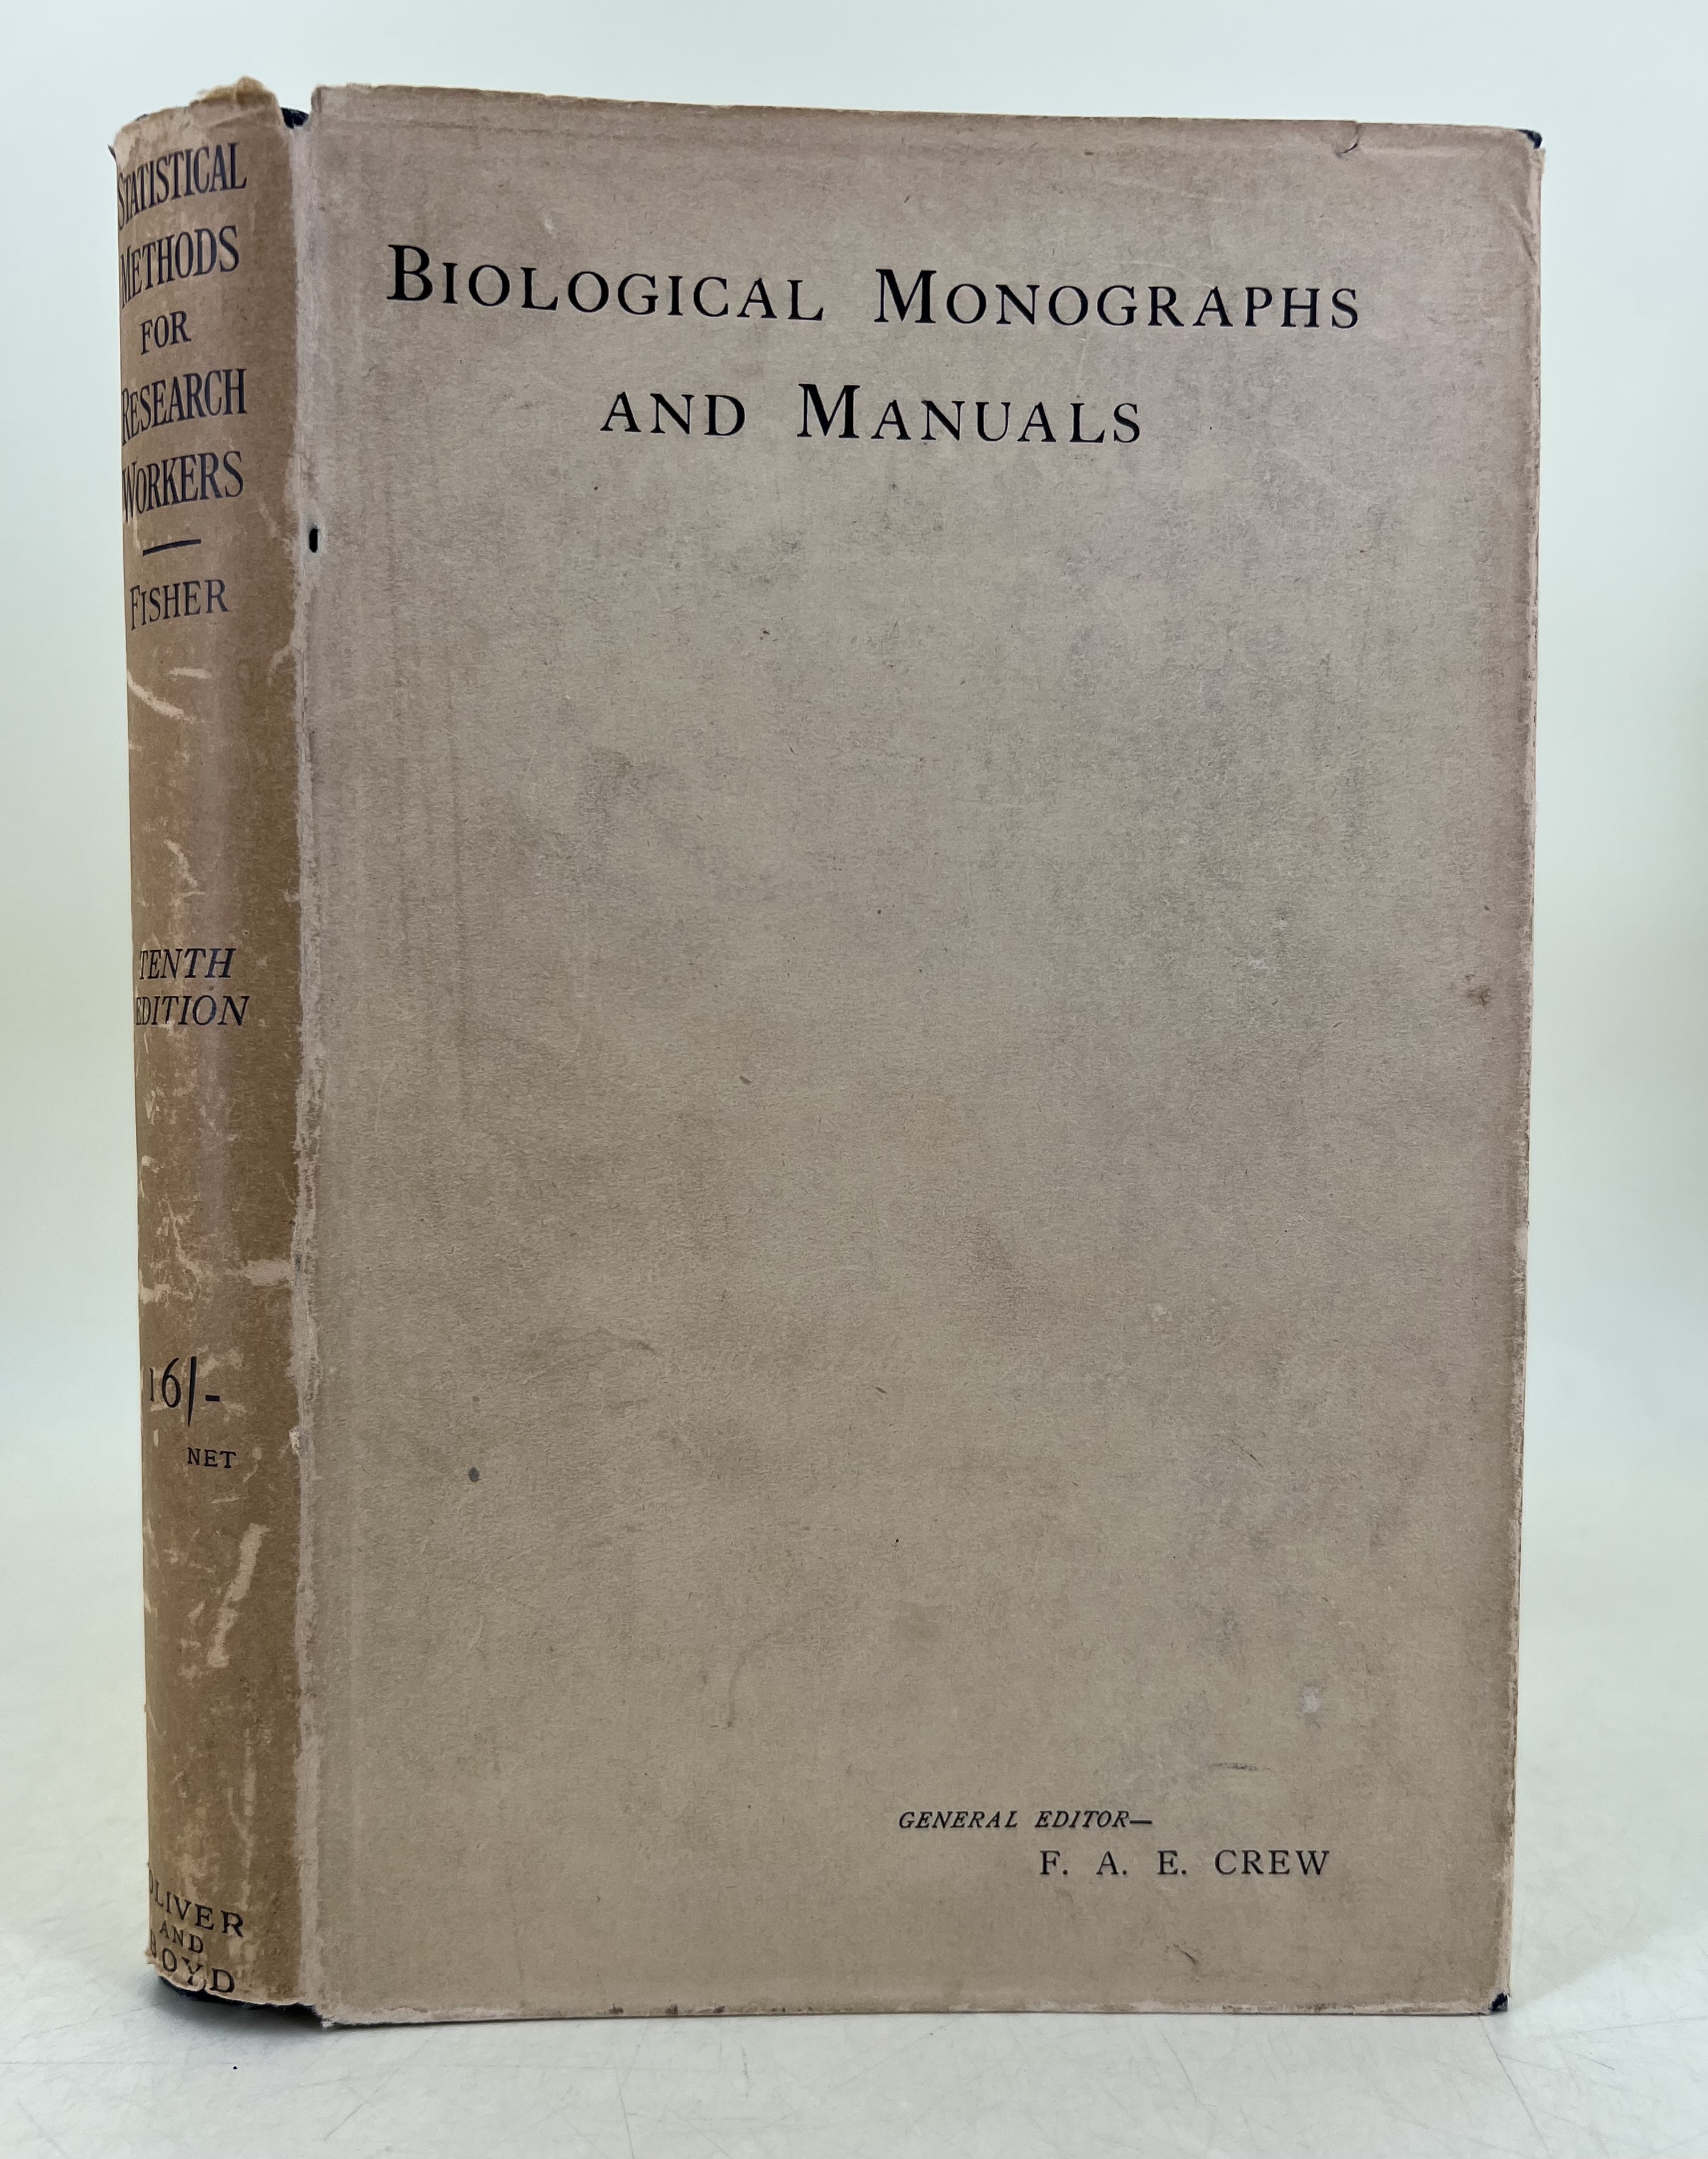 STATISTICAL
METHODS
FOR
RESEARCH
WORKERS
FISHER
TENTH
EDITION
16/-
NET
OLIVER
AND
BOYD
BIOLOGICAL MONOGRAPHS
AND MANUALS
GENERAL EDITOR—
F. A. E. CREW